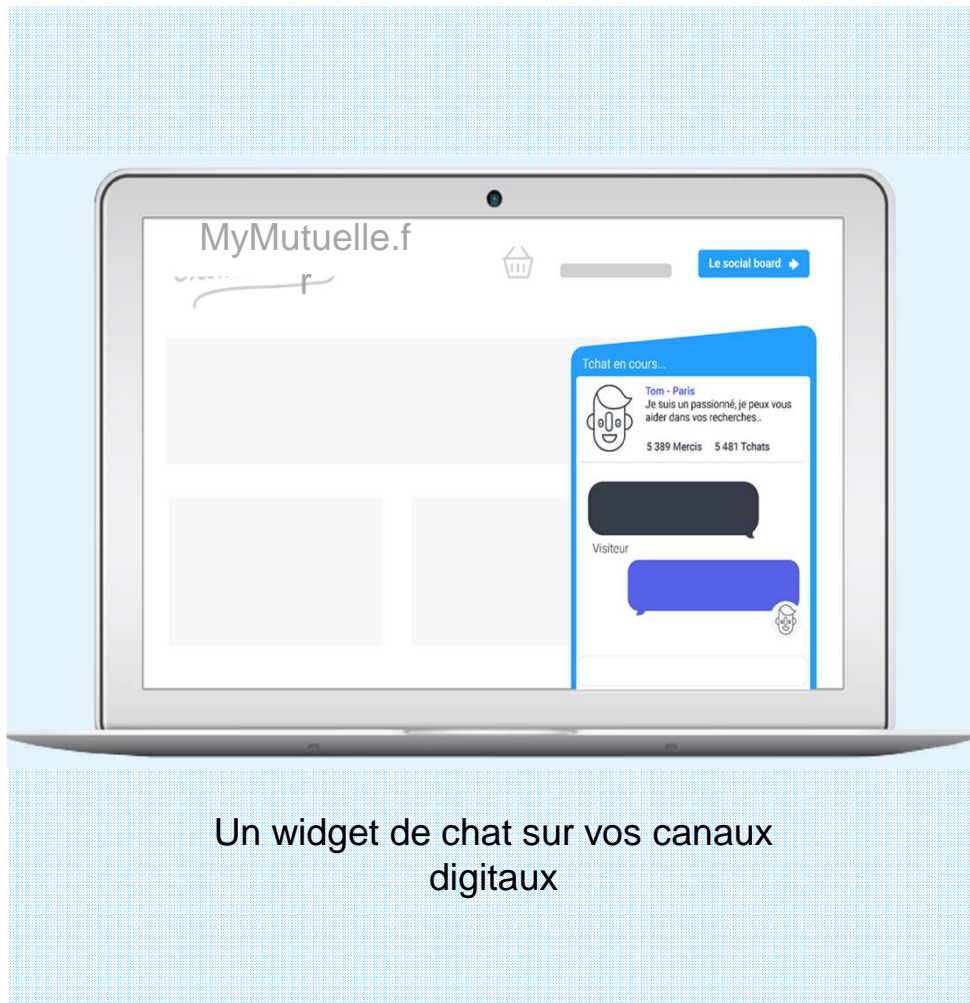 MyMutuelle.f
r
Le social board
Tchat en cours...
Tom - Paris
Je suis un passionné, je peux vous
aider dans vos recherches..
5 389 Mercis 5 481 Tchats
Visiteur
Un widget de chat sur vos canaux
digitaux